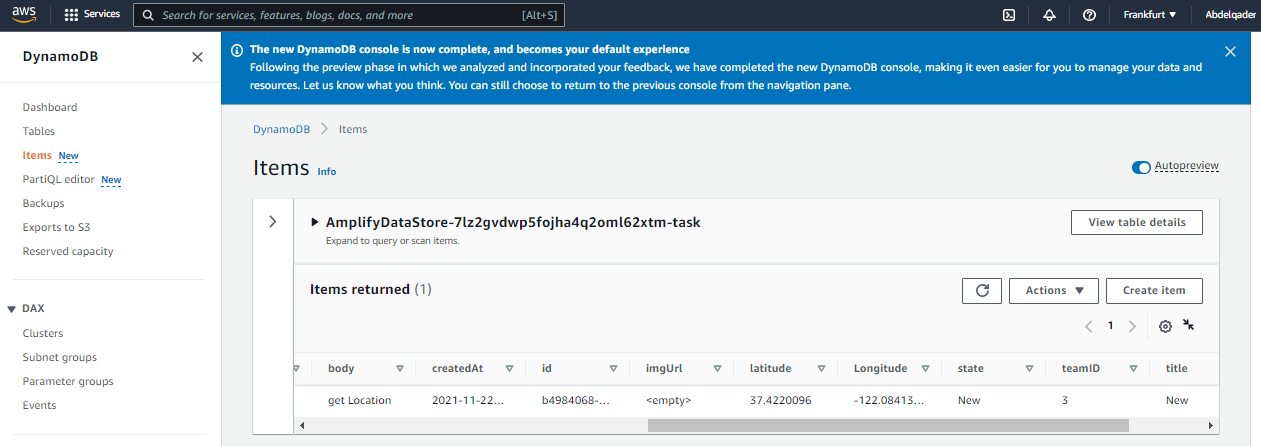 aws
Services
Search for services, features, blogs, docs, and more
[Alt+S]
Frankfurt
Abdelqader
DynamoDB
Dashboard
Tables
Items New
PartiQL editor New
Backups
Exports to S3
Reserved capacity
DAX
Clusters
Subnet groups
Parameter groups
Events
The new DynamoDB console is now complete, and becomes your default experience
Following the preview phase in which we analyzed and incorporated your feedback, we have completed the new DynamoDB console, making it even easier for you to manage your data and
resources. Let us know what you think. You can still choose to return to the previous console from the navigation pane.
DynamoDB
Items
Items Info
Autopreview
AmplifyDataStore-7lz2gvdwp5fojha4q2oml62xtm-task
Expand to query or scan items.
View table details
Items returned (1)
Actions
Create item
1
body createdAt id imgUrl latitude Longitude state teamID title
get Location 2021-11-22... b4984068-... <empty> 37.4220096 -122.08413... New 3 New